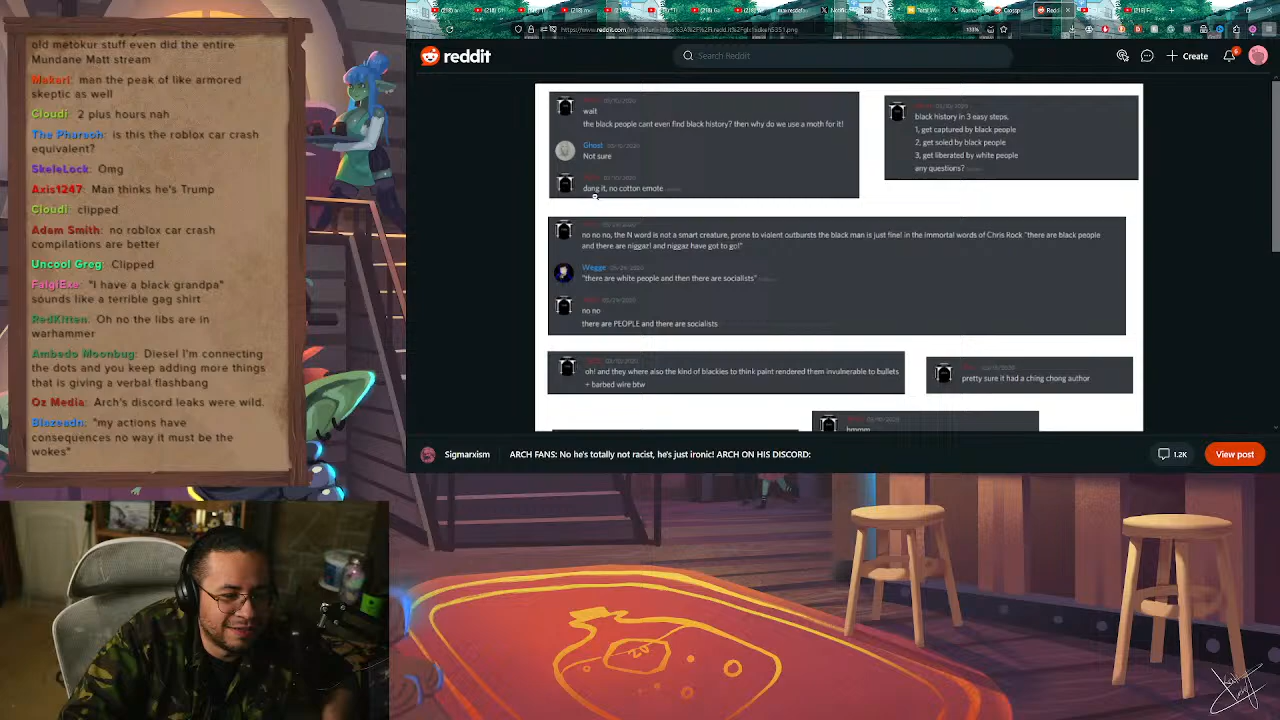 old metokur stuff even did the entire
Mundane Matt stream
Makari: man the peak of like armored
skeptic as well
Cloudi: 2 plus hours nah
The Pharaoh: is this the roblox car crash
equivalent?
SkeleLock: Omg
Axis1247: Man thinks he's Trump
Cloudi: clipped
Adam Smith: no roblox car crash
compilations are better
Uncool Greg: Clipped
FalgiExe: "I have a black grandpa"
sounds like a terrible gag shirt
RedKitten: Oh no the libs are in
warhammer
Ambedo Moonbug: Diesel I'm connecting
the dots and you keep adding more things
that is giving a verbal flashbang
Oz Media: Arch's discord leaks were wild.
Blazeadn: "my actions have
consequences no way it must be the
wokes"
reddit
Search Reddit
Create
wait
the black people cant even find black history? then why do we use a moth for it!
Ghost
Not sure
dang it, no cotton emote
black history in 3 easy steps.
1, get captured by black people
2, get soled by black people
3, get liberated by white people
any questions?
no no no, the N word is not a smart creature, prone to violent outbursts the black man is just fine! in the immortal words of Chris Rock "there are black people
and there are niggaz! and niggaz have got to go!"
Wegge
"there are white people and then there are socialists"
no no
there are PEOPLE and there are socialists
oh! and they where also the kind of blackies to think paint rendered them invulnerable to bullets
+ barbed wire btw
pretty sure it had a ching chong author
hmmm
Sigmarxism
ARCH FANS: No he's totally not racist, he's just ironic! ARCH ON HIS DISCORD:
1.2K
View post
20